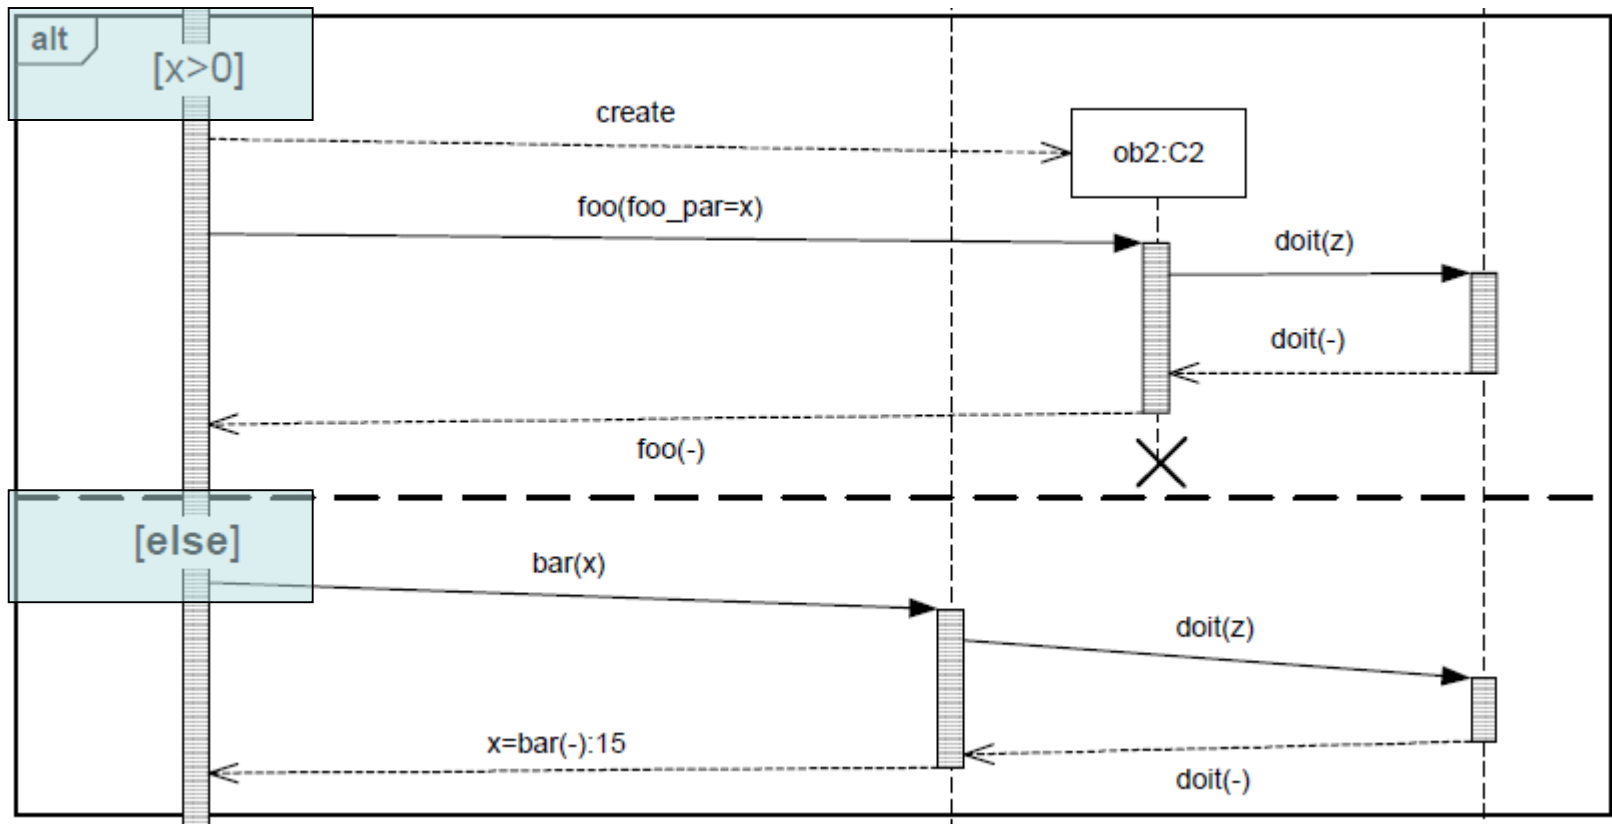 alt
[x>0]
create
ob2:C2
foo(foo_par=x)
doit(z)
doit(-)
foo(-)
[else]
bar(x)
doit(z)
x=bar(-):15
doit(-)